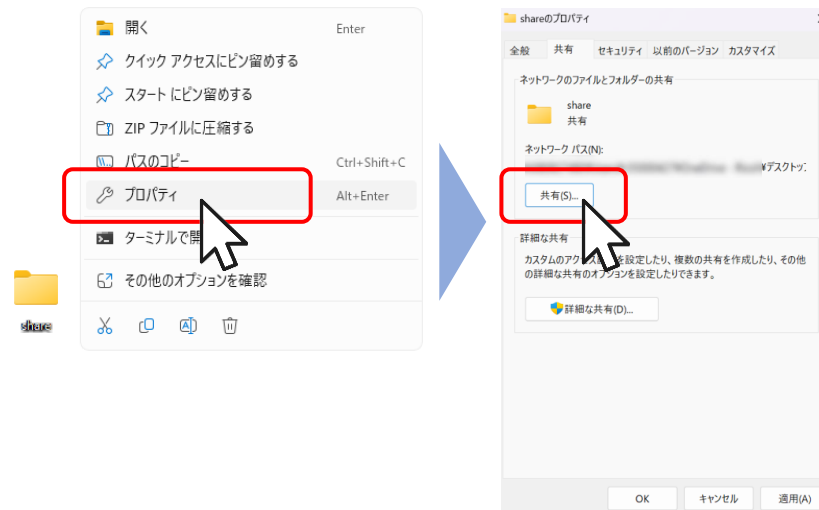 開く Enter
クイック アクセスにピン留めする
スタート にピン留めする
ZIP ファイルに圧縮する
パスのコピー Ctrl+Shift+C
プロパティ Alt+Enter
ターミナルで開
その他のオプションを確認
share
shareのプロパティ
全般 共有 セキュリティ 以前のバージョン カスタマイズ
ネットワークのファイルとフォルダーの共有
share
共有
ネットワーク パス(N):
¥デスクトップ
共有(S)...
詳細な共有
カスタムのアク を設定したり、複数の共有を作成したり、その他
の詳細な共有のオプションを設定したりできます。
詳細な共有(D)...
OK キャンセル 適用(A)